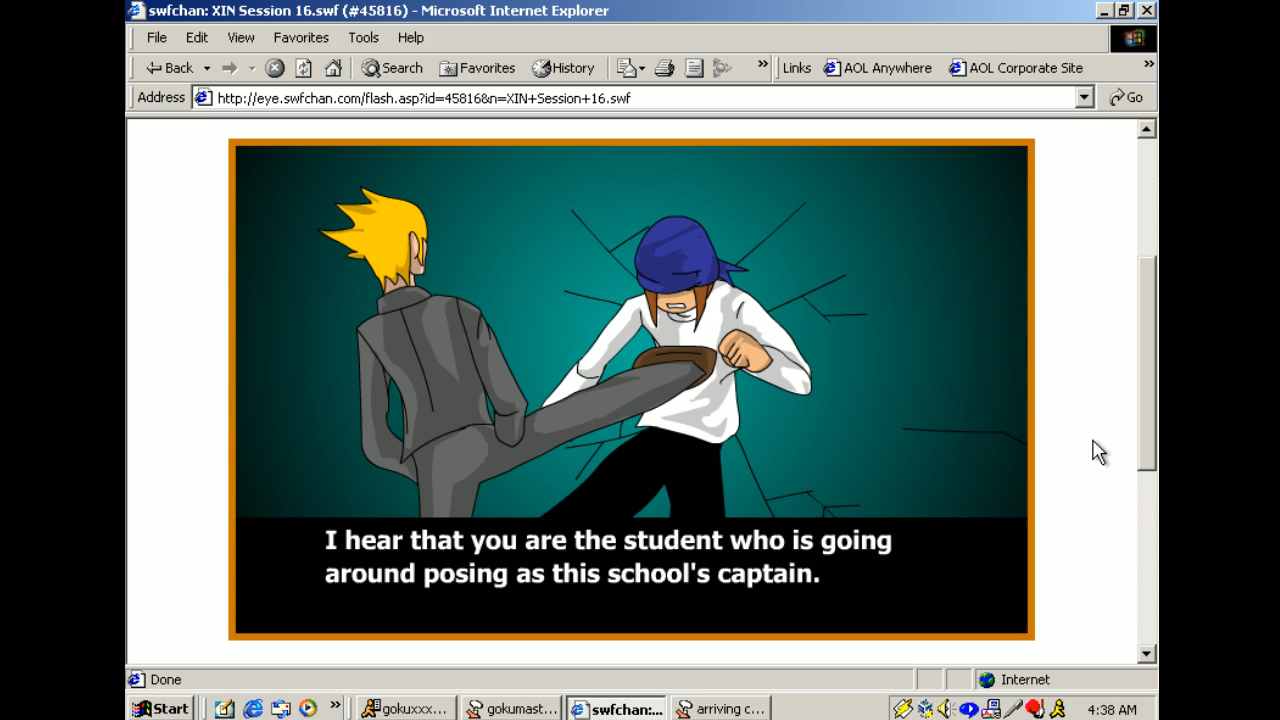 swfchan: XIN Session 16.swf (#45816) - Microsoft Internet Explorer
File Edit View Favorites Tools Help
Back Search Favorites History » Links AOL Anywhere AOL Corporate Site »
Address http://eye.swfchan.com/flash.asp?id=45816&n=XIN+Session+16.swf Go
I hear that you are the student who is going
around posing as this school's captain.
Done Internet
Start » gokuxxx... gokumast... swfchan:... arriving c... 4:38 AM